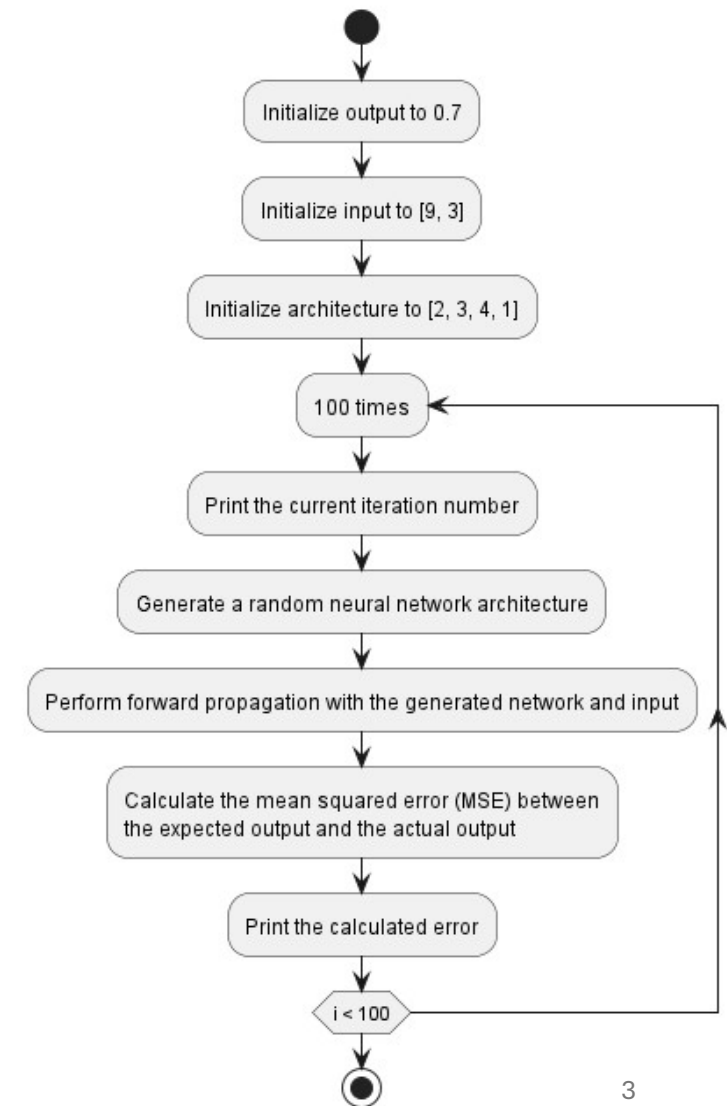 Initialize output to 0.7
Initialize input to [9, 3]
Initialize architecture to [2, 3, 4, 1]
100 times
Print the current iteration number
Generate a random neural network architecture
Perform forward propagation with the generated network and input
Calculate the mean squared error (MSE) between
the expected output and the actual output
Print the calculated error
i < 100
3